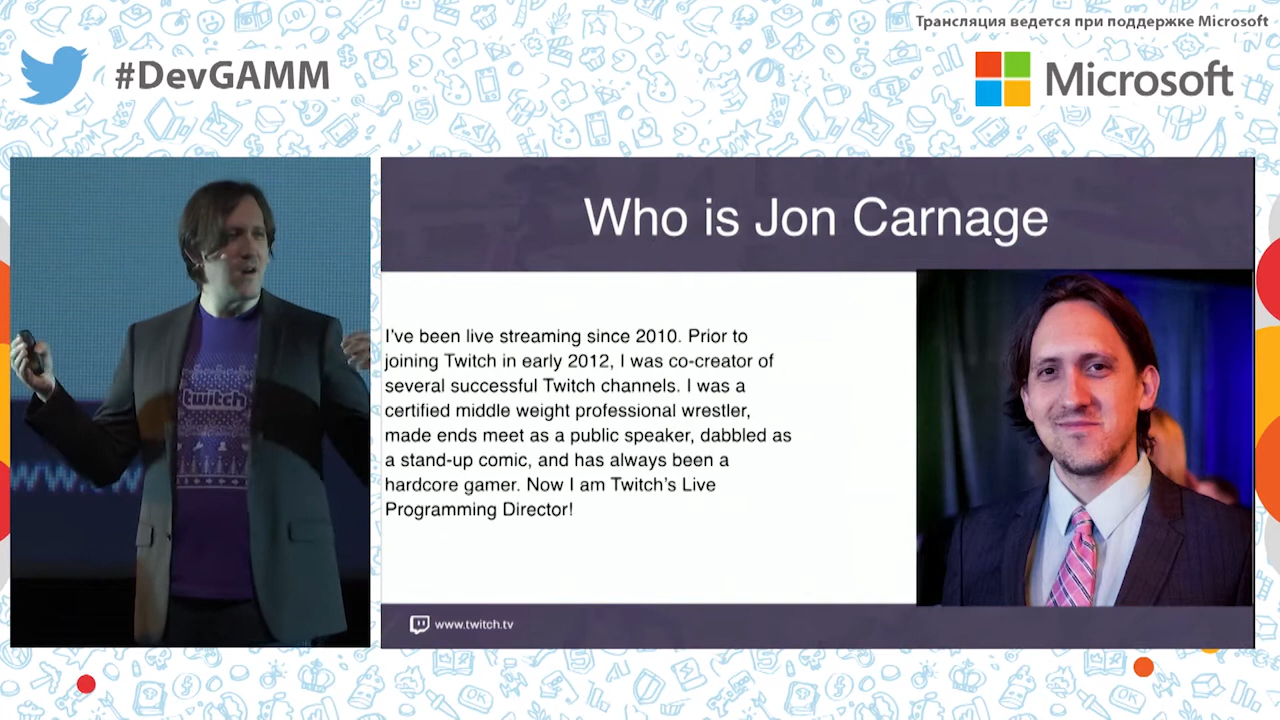 Трансляция ведется при поддержке Microsoft
#DevGAMM
Microsoft
Who is Jon Carnage
twitch
I've been live streaming since 2010. Prior to
joining Twitch in early 2012, I was co-creator of
several successful Twitch channels. I was a
certified middle weight professional wrestler,
made ends meet as a public speaker, dabbled as
a stand-up comic, and has always been a
hardcore gamer. Now I am Twitch's Live
Programming Director!
www.twitch.tv